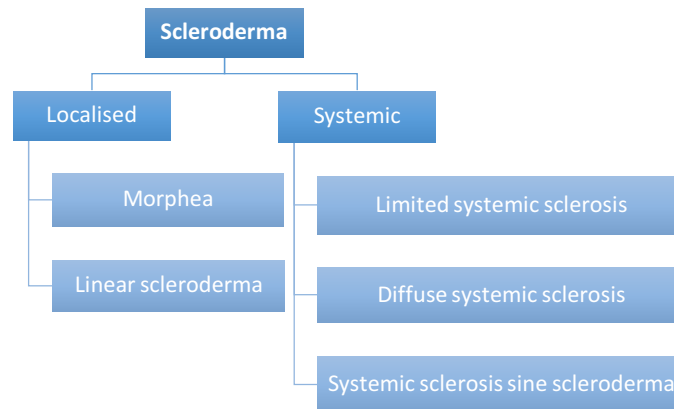 Scleroderma
Localised
Systemic
Morphea
Limited systemic sclerosis
Linear scleroderma
Diffuse systemic sclerosis
Systemic sclerosis sine scleroderma